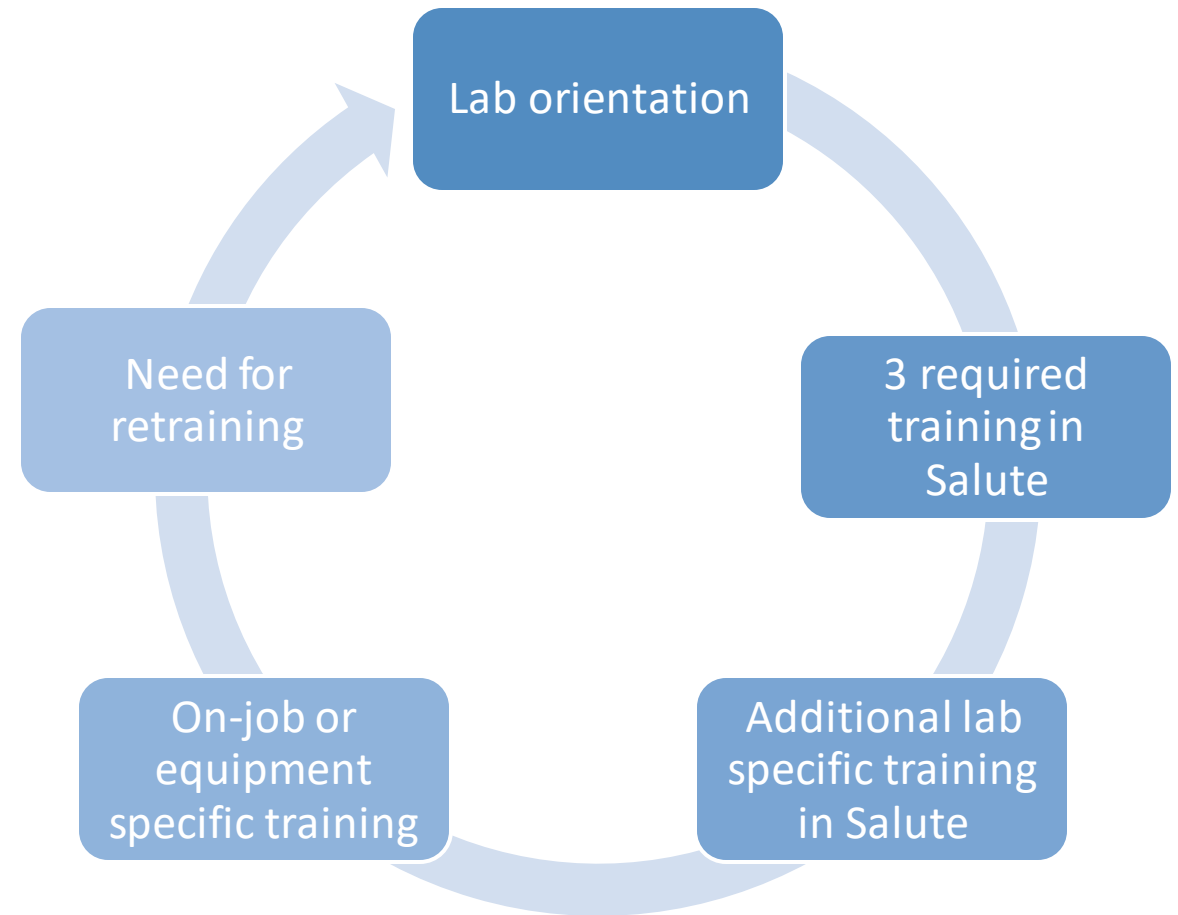 Lab orientation
3 required
training in
Salute
Additional lab
specific training
in Salute
On-job or
equipment
specific training
Need for
retraining